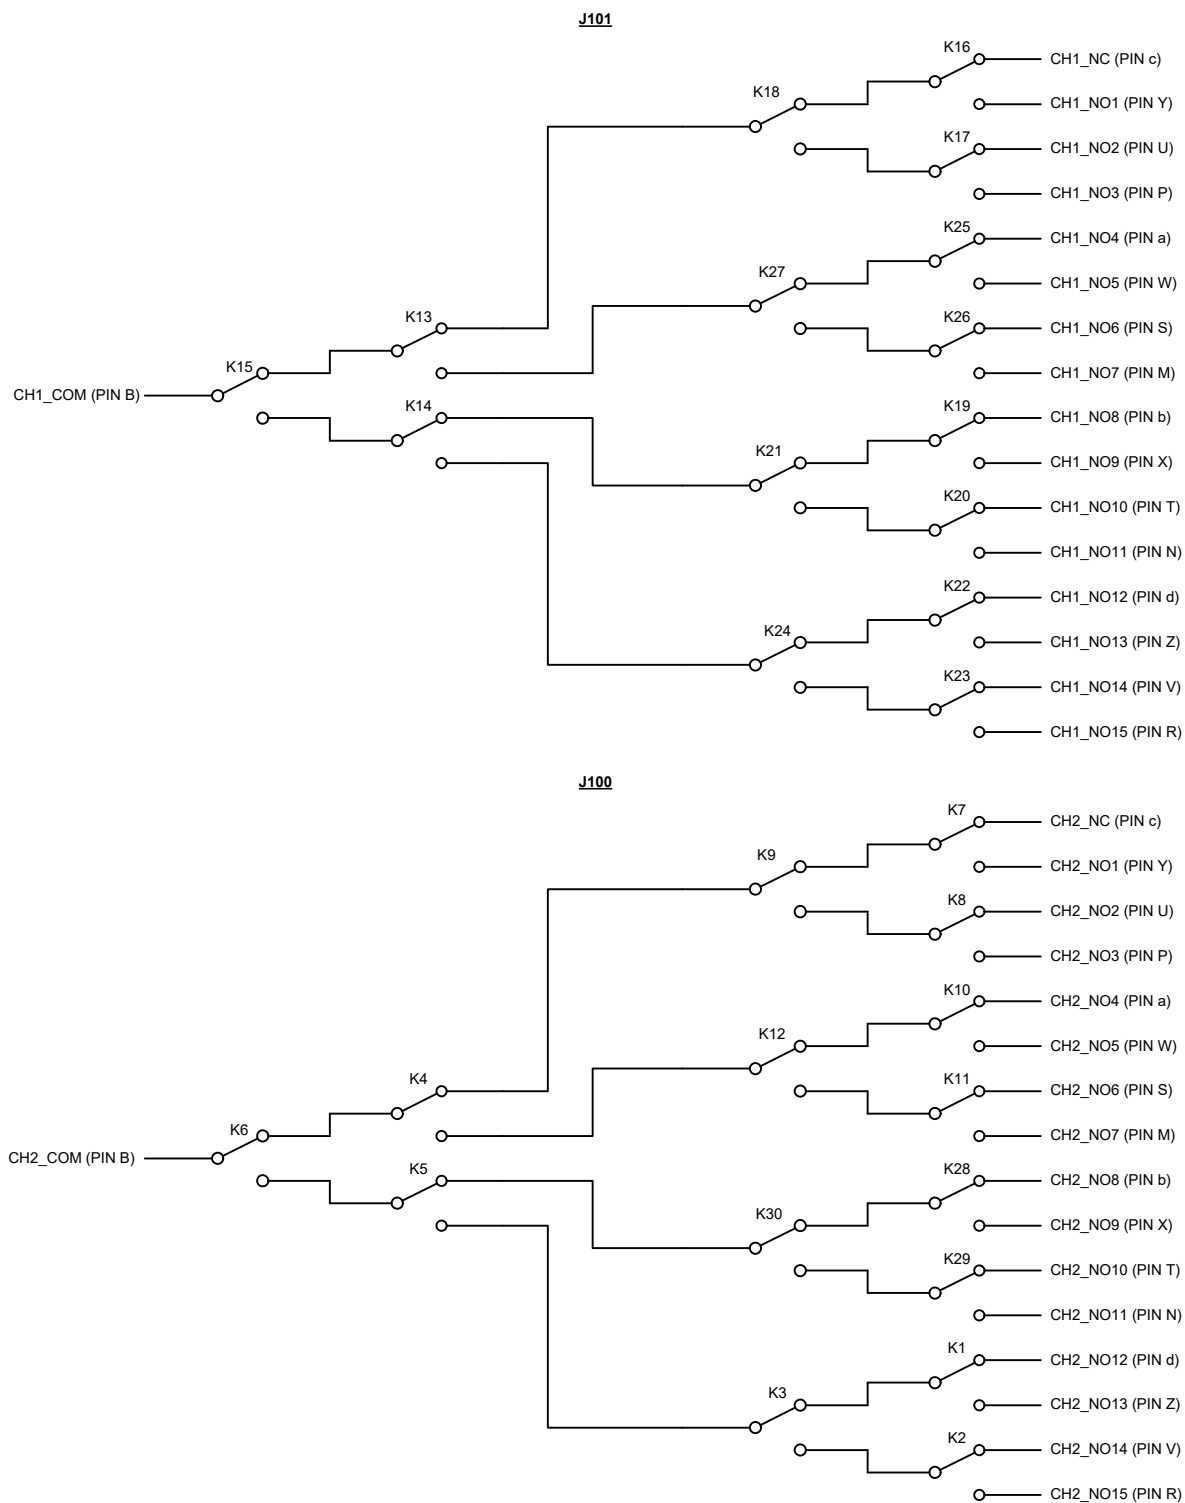 J101
K16
CH1_NC (PIN c)
K18
CH1_NO1 (PIN Y)
K17
CH1_NO2 (PIN U)
CH1_NO3 (PIN P)
K25
CH1_NO4 (PIN a)
K27
CH1_NO5 (PIN W)
K13
K26
CH1_NO6 (PIN S)
K15
CH1_NO7 (PIN M)
CH1_COM (PIN B)
K14
K19
CH1_NO8 (PIN b)
K21
CH1_NO9 (PIN X)
K20
CH1_NO10 (PIN T)
CH1_NO11 (PIN N)
K22
CH1_NO12 (PIN d)
K24
CH1_NO13 (PIN Z)
K23
CH1_NO14 (PIN V)
CH1_NO15 (PIN R)
J100
K7
CH2_NC (PIN c)
K9
CH2_NO1 (PIN Y)
K8
CH2_NO2 (PIN U)
CH2_NO3 (PIN P)
K10
CH2_NO4 (PIN a)
K12
CH2_NO5 (PIN W)
K4
K11
CH2_NO6 (PIN S)
K6
CH2_NO7 (PIN M)
CH2_COM (PIN B)
K5
K28
CH2_NO8 (PIN b)
K30
CH2_NO9 (PIN X)
K29
CH2_NO10 (PIN T)
CH2_NO11 (PIN N)
K1
CH2_NO12 (PIN d)
K3
CH2_NO13 (PIN Z)
K2
CH2_NO14 (PIN V)
CH2_NO15 (PIN R)